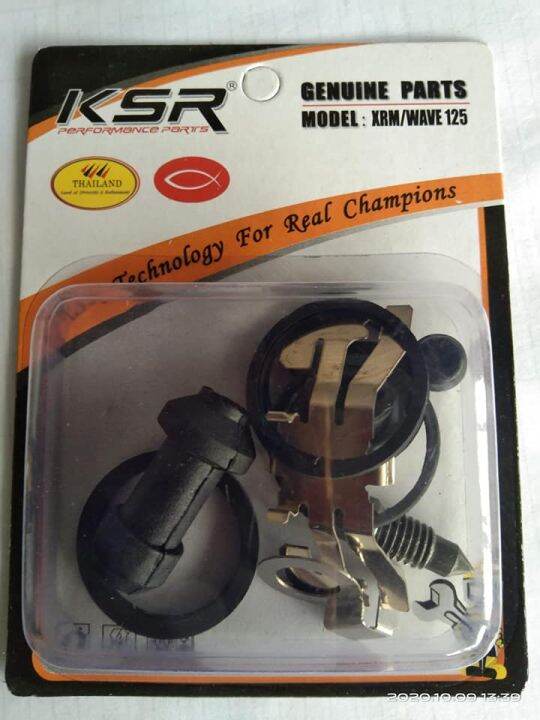 KSR®
PERFORMANCE PARTS
GENUINE PARTS
MODEL: XRM/WAVE 125
THAILAND
Technology For Real Champions
2020.10.09 13:39